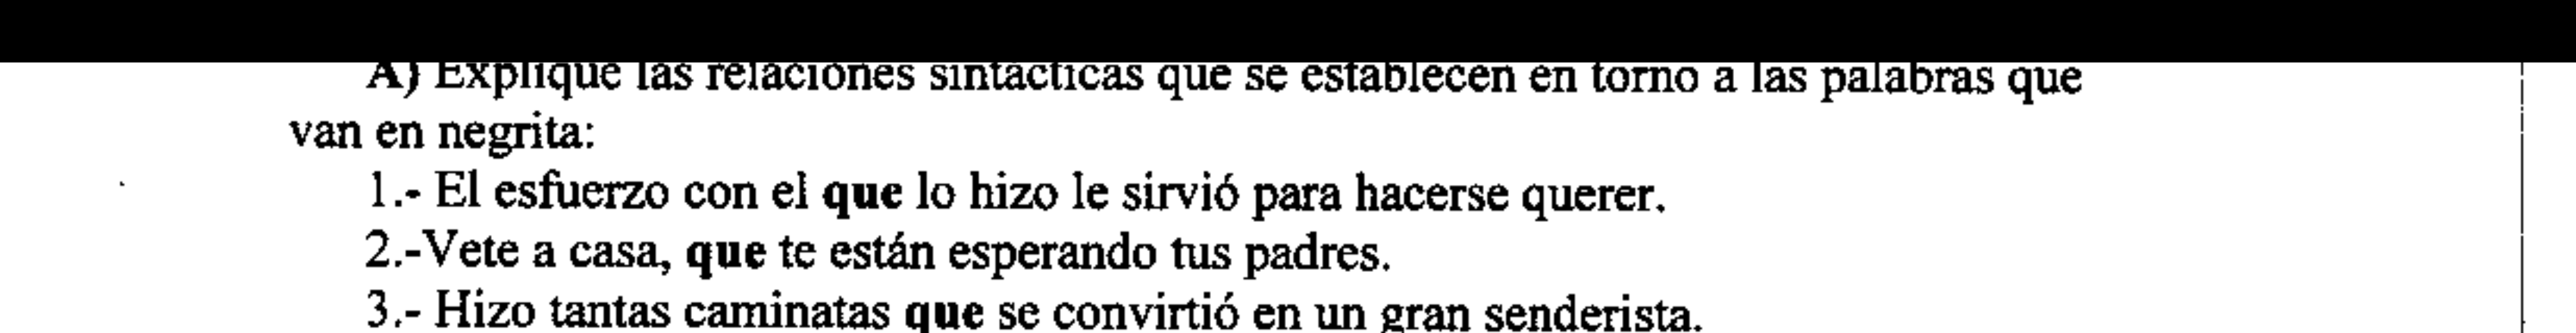 A) Explique las relaciones sintácticas que se establecen en torno a las palabras que
van en negrita:
1.- El esfuerzo con el que lo hizo le sirvió para hacerse querer.
2.-Vete a casa, que te están esperando tus padres.
3.- Hizo tantas caminatas que se convirtió en un gran senderista.